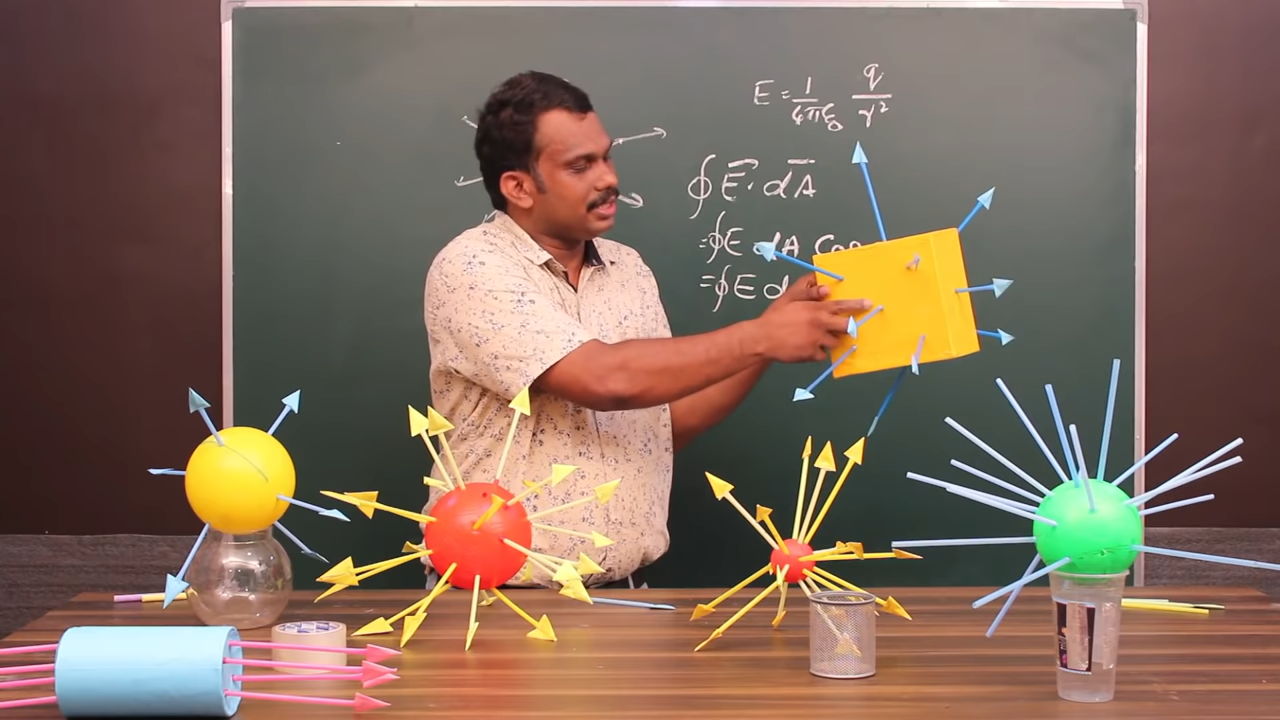 E = 1/4πε₀ q/r²
∮ E⃗ · dA̅
= ∮ E dA Cos
= ∮ E d